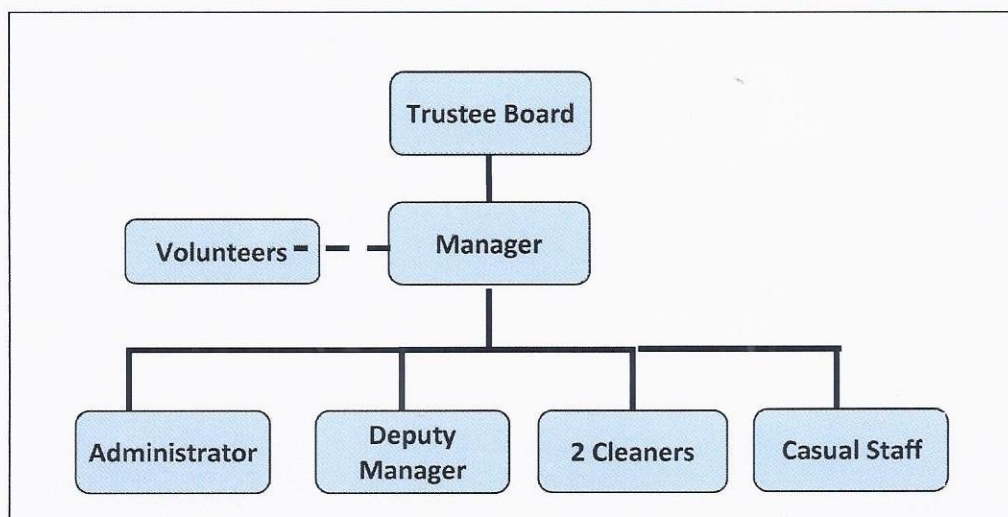 Trustee Board
Volunteers
Manager
Administrator
Deputy
Manager
2 Cleaners
Casual Staff